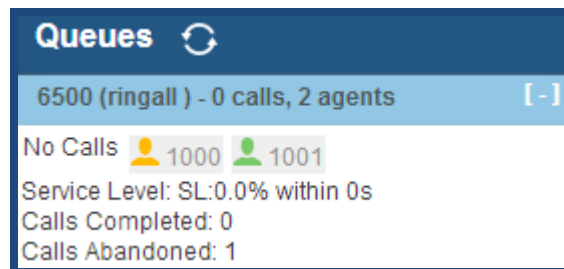 Queues
6500 (ringall ) - 0 calls, 2 agents [ - ]
No Calls 1000 1001
Service Level: SL:0.0% within 0s
Calls Completed: 0
Calls Abandoned: 1